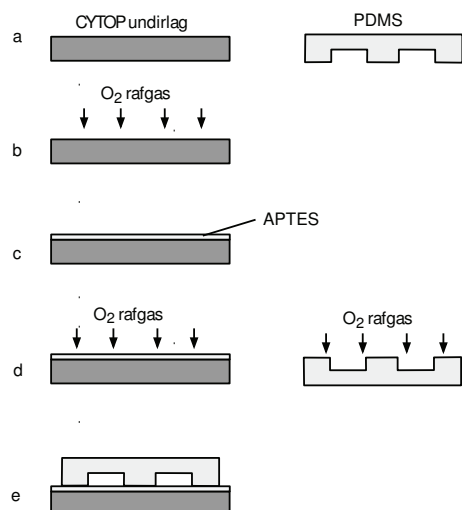 a
CYTOP undirlag
PDMS
O2 rafgas
b
APTES
c
O2 rafgas
O2 rafgas
d
e